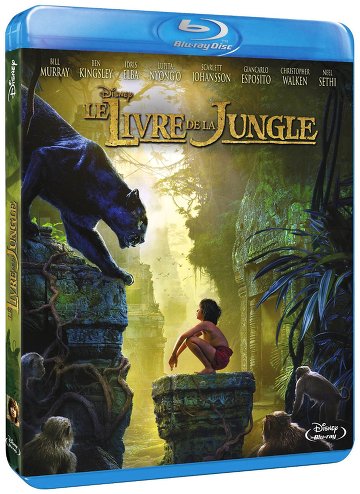 Blu-ray Disc
BILL MURRAY BEN KINGSLEY IDRIS ELBA LUPITA NYONGO SCARLETT JOHANSSON GIANCARLO ESPOSITO CHRISTOPHER WALKEN NEEL SETHI
Disney
LE LIVRE DE LA JUNGLE
Disney
LE LIVRE DE LA JUNGLE
Disney
Blu-ray